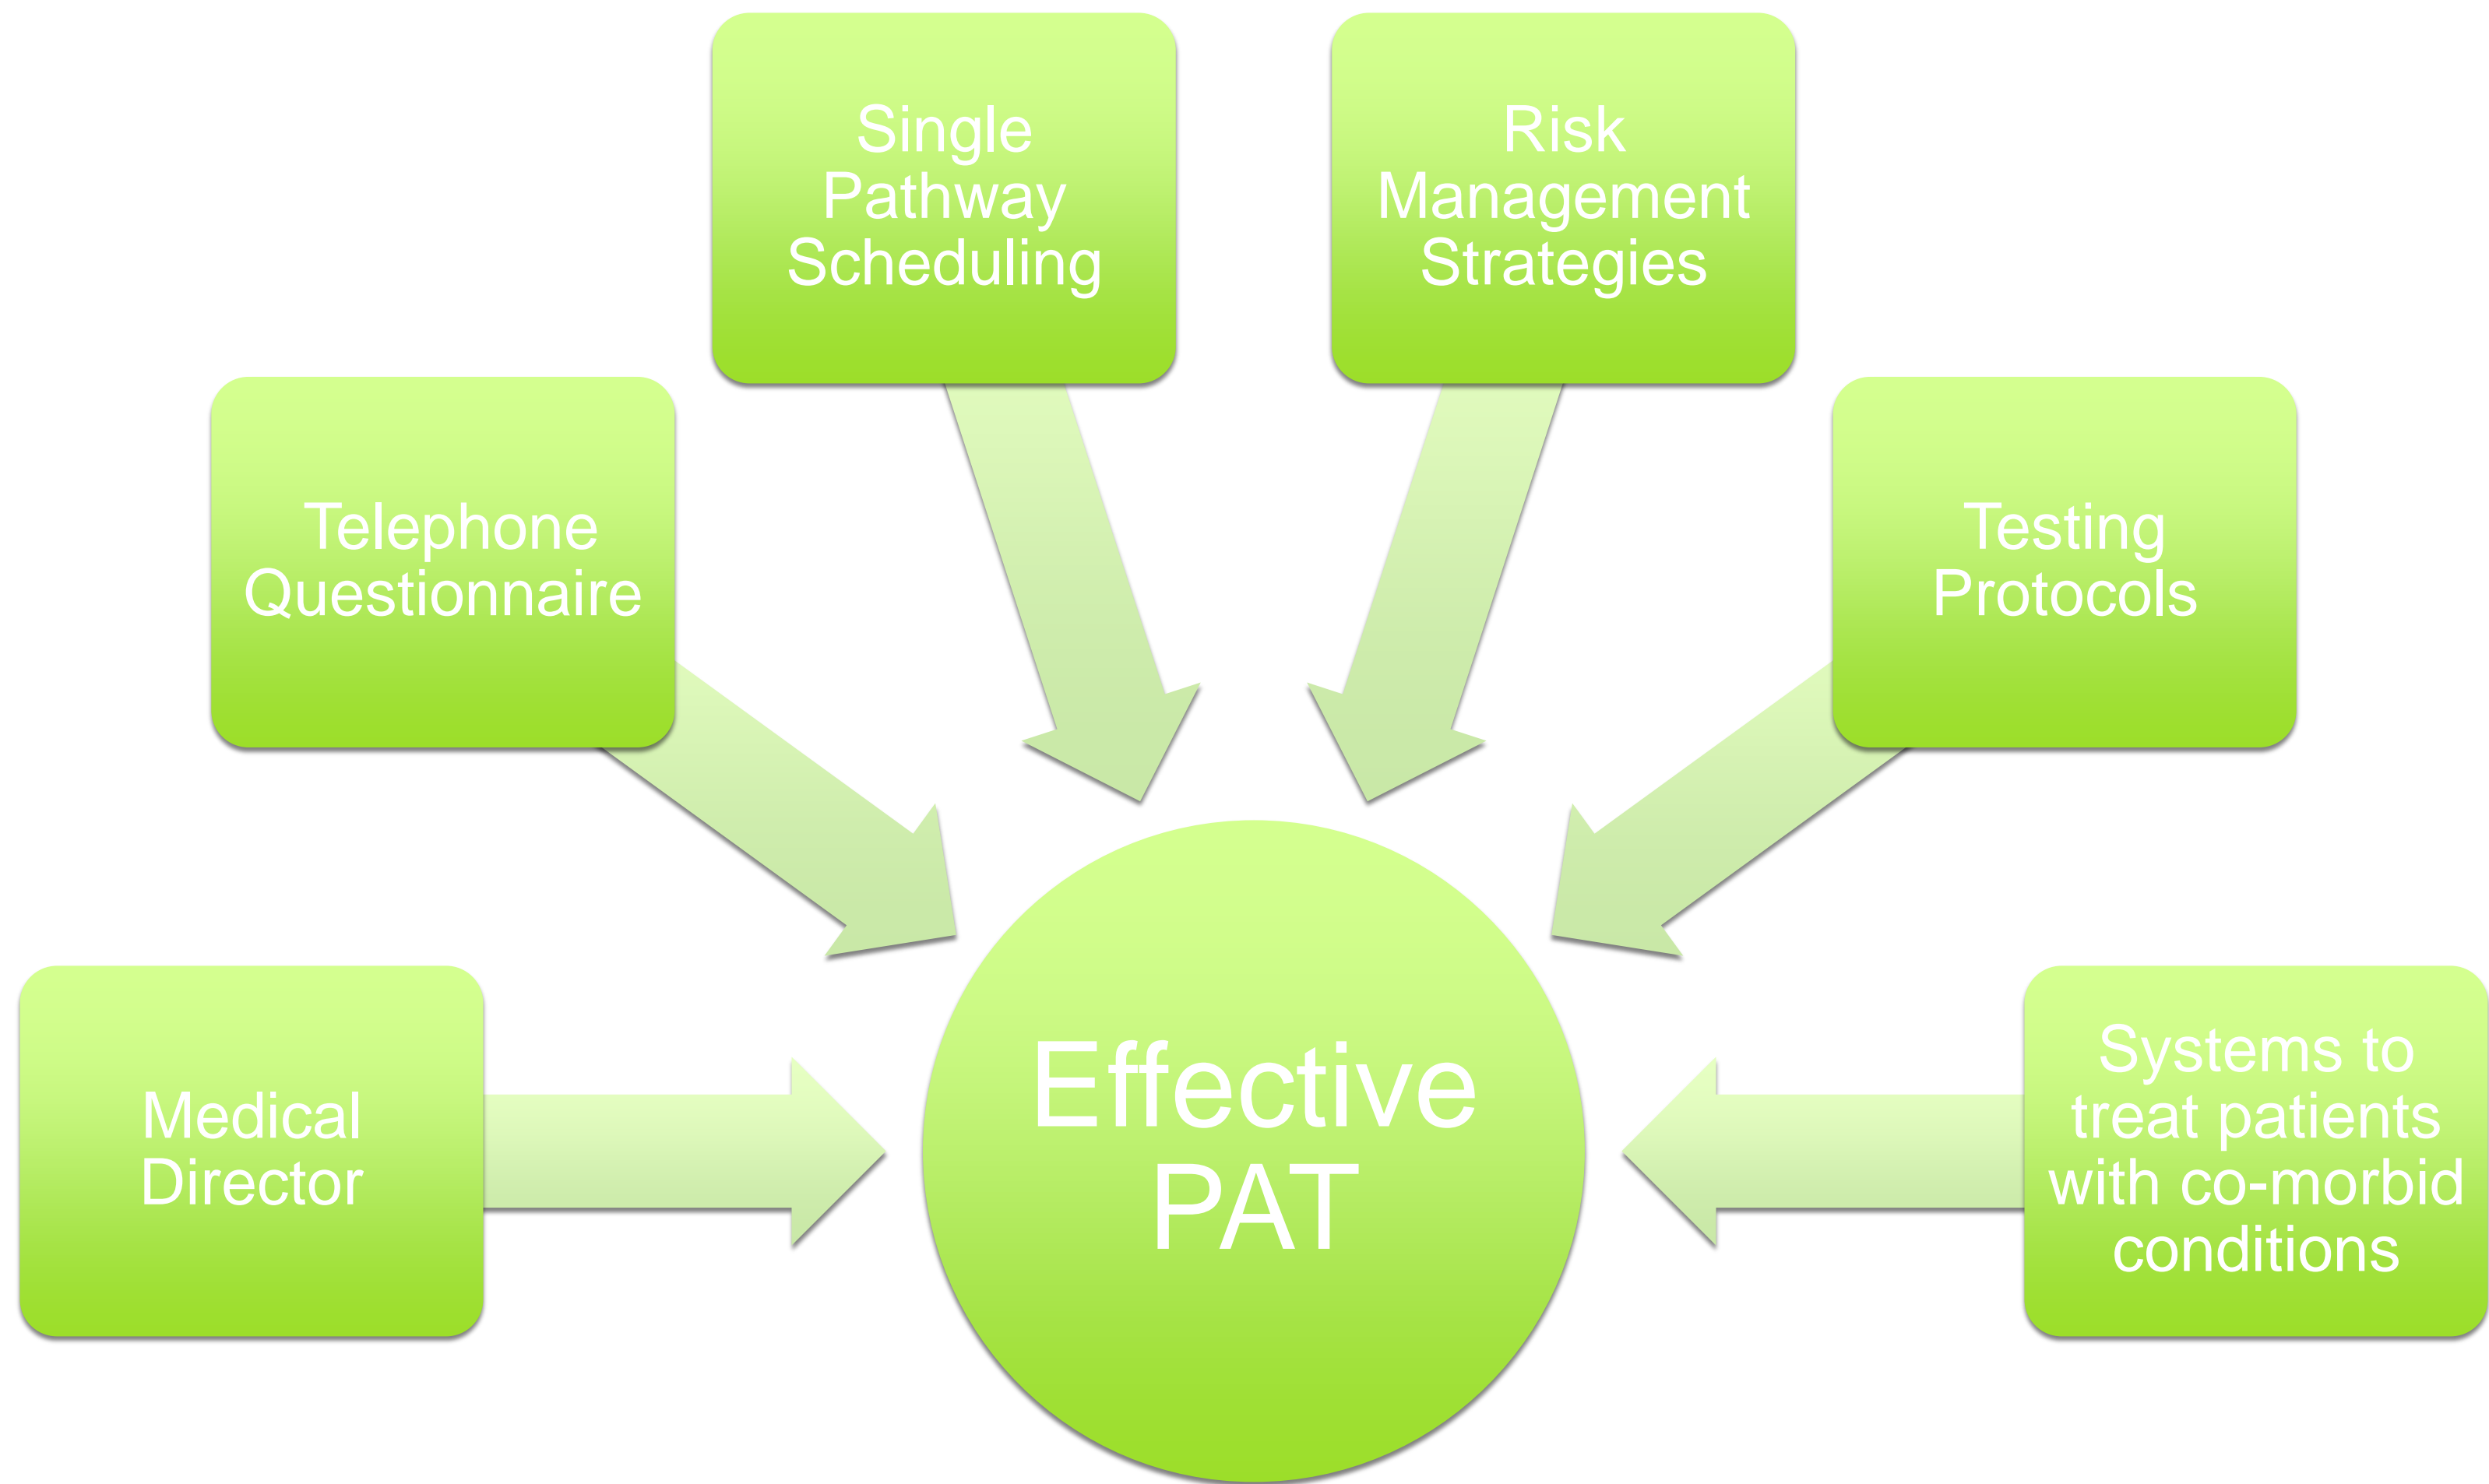 Single
Pathway
Scheduling
Risk
Management
Strategies
Telephone
Questionnaire
Testing
Protocols
Medical
Director
Effective
PAT
Systems to
treat patients
with co-morbid
conditions